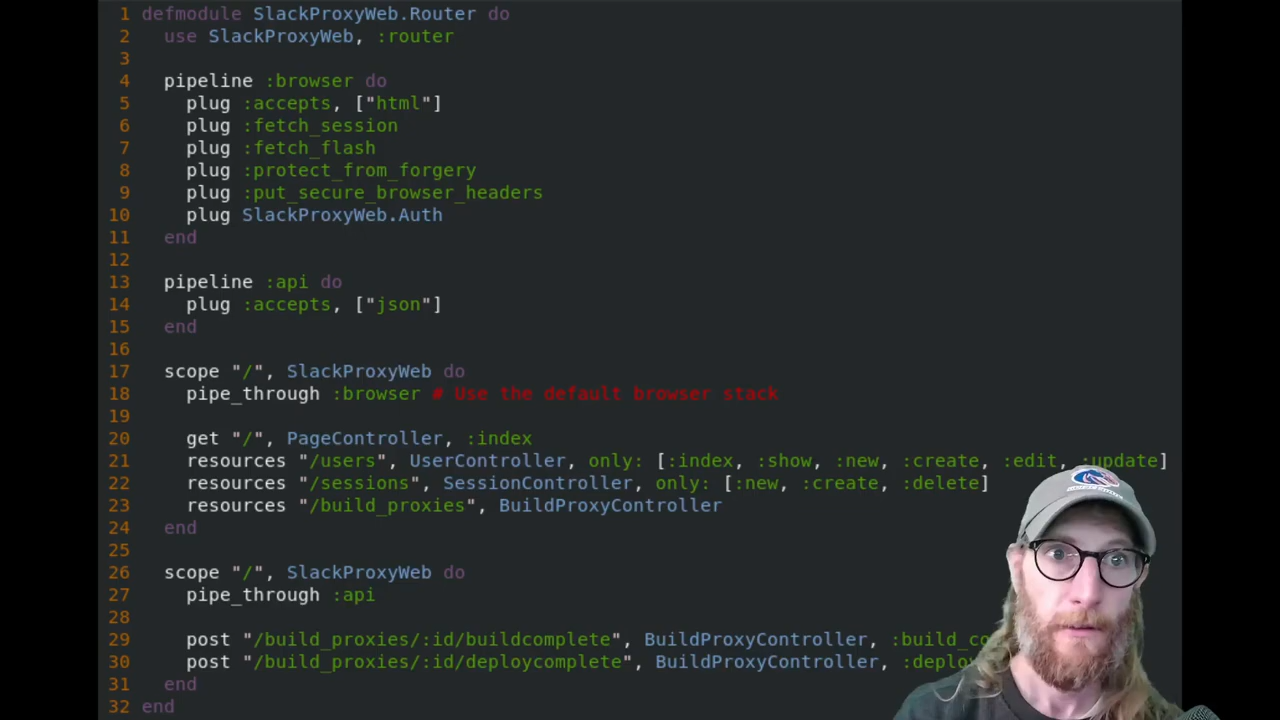 1 defmodule SlackProxyWeb.Router do
2 use SlackProxyWeb, :router
3
4 pipeline :browser do
5 plug :accepts, ["html"]
6 plug :fetch_session
7 plug :fetch_flash
8 plug :protect_from_forgery
9 plug :put_secure_browser_headers
10 plug SlackProxyWeb.Auth
11 end
12
13 pipeline :api do
14 plug :accepts, ["json"]
15 end
16
17 scope "/", SlackProxyWeb do
18 pipe_through :browser # Use the default browser stack
19
20 get "/", PageController, :index
21 resources "/users", UserController, only: [:index, :show, :new, :create, :edit, :update]
22 resources "/sessions", SessionController, only: [:new, :create, :delete]
23 resources "/build_proxies", BuildProxyController
24 end
25
26 scope "/", SlackProxyWeb do
27 pipe_through :api
28
29 post "/build_proxies/:id/buildcomplete", BuildProxyController,
30 post "/build_proxies/:id/deploycomplete", BuildProxyController,
31 end
32 end